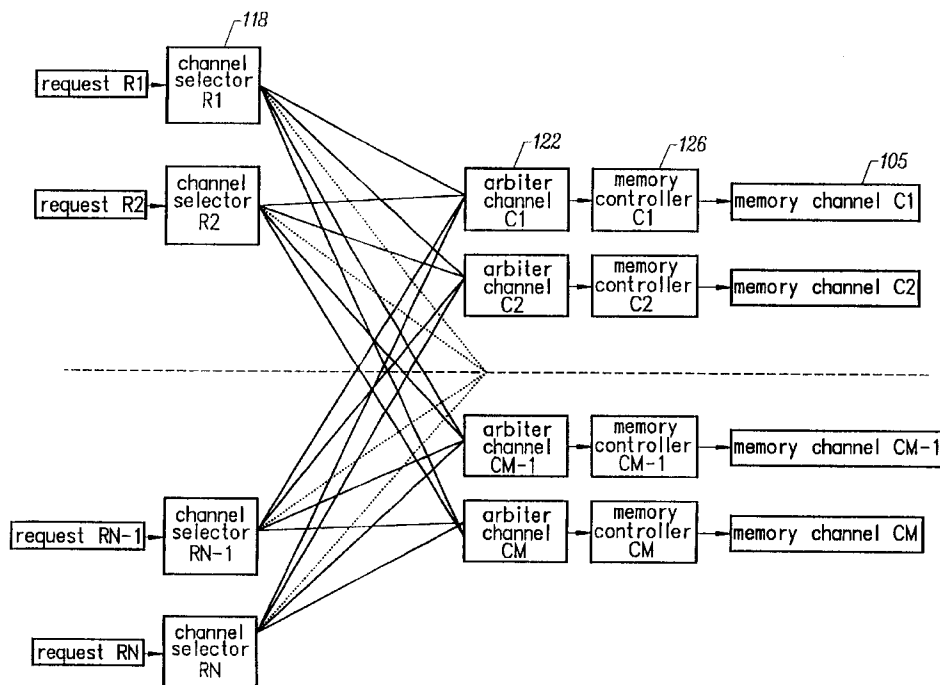 118
request R1
channel
selector
R1
request R2
channel
selector
R2
122
126
105
arbiter
channel
C1
memory
controller
C1
memory channel C1
arbiter
channel
C2
memory
controller
C2
memory channel C2
arbiter
channel
CM-1
memory
controller
CM-1
memory channel CM-1
request RN-1
channel
selector
RN-1
arbiter
channel
CM
memory
controller
CM
memory channel CM
request RN
channel
selector
RN